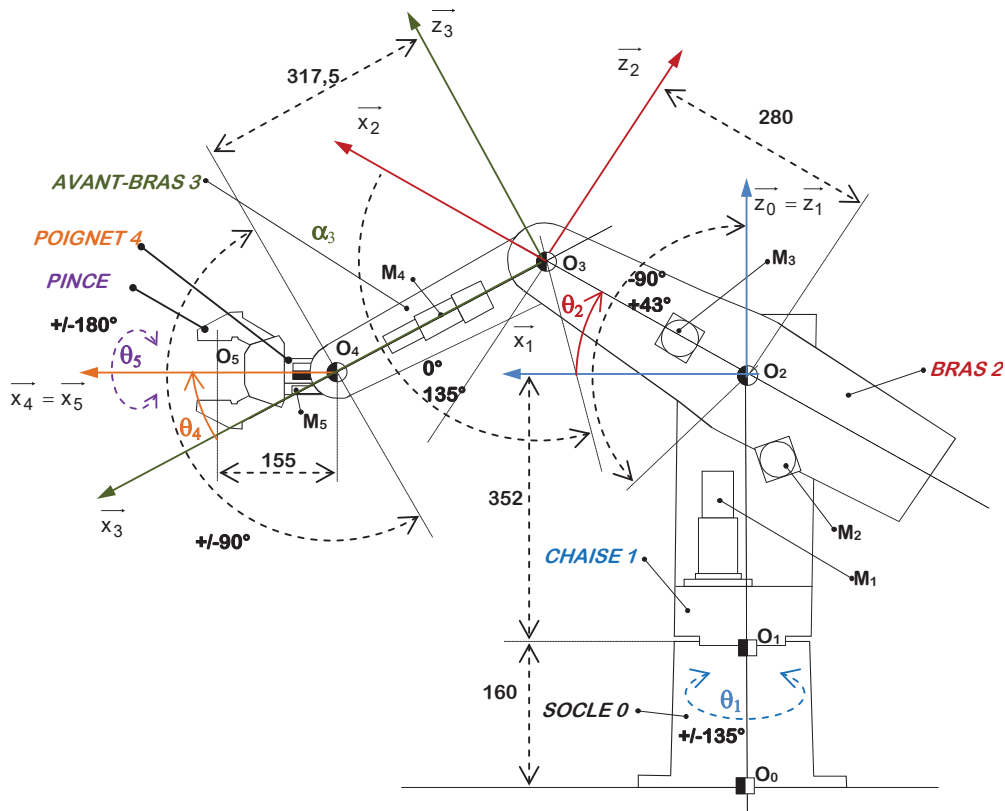 z₃
z₂
317,5
x₂
280
AVANT-BRAS 3
z₀ = z₁
POIGNET 4
α₃
O₃
M₃
PINCE
M₄
-90°
+43°
θ₂
+/-180°
x₁
O₅
O₄
θ₅
0°
135°
O₂
BRAS 2
x₄ = x₅
θ₄
M₅
155
x₃
352
+/-90°
M₂
CHAISE 1
M₁
O₁
160
θ₁
SOCLE 0
+/-135°
O₀